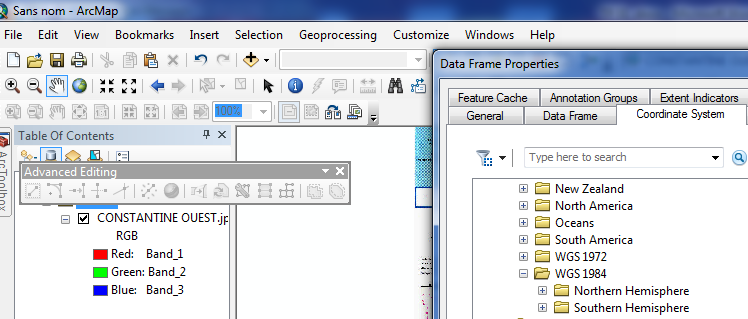 Sans nom - ArcMap
File Edit View Bookmarks Insert Selection Geoprocessing Customize Windows Help
Data Frame Properties
Feature Cache Annotation Groups Extent Indicators
General Data Frame Coordinate System
100%
Table Of Contents
Type here to search
ArcToolbox
Advanced Editing
CONSTANTINE OUEST.jp
RGB
Red: Band_1
Green: Band_2
Blue: Band_3
New Zealand
North America
Oceans
South America
WGS 1972
WGS 1984
Northern Hemisphere
Southern Hemisphere